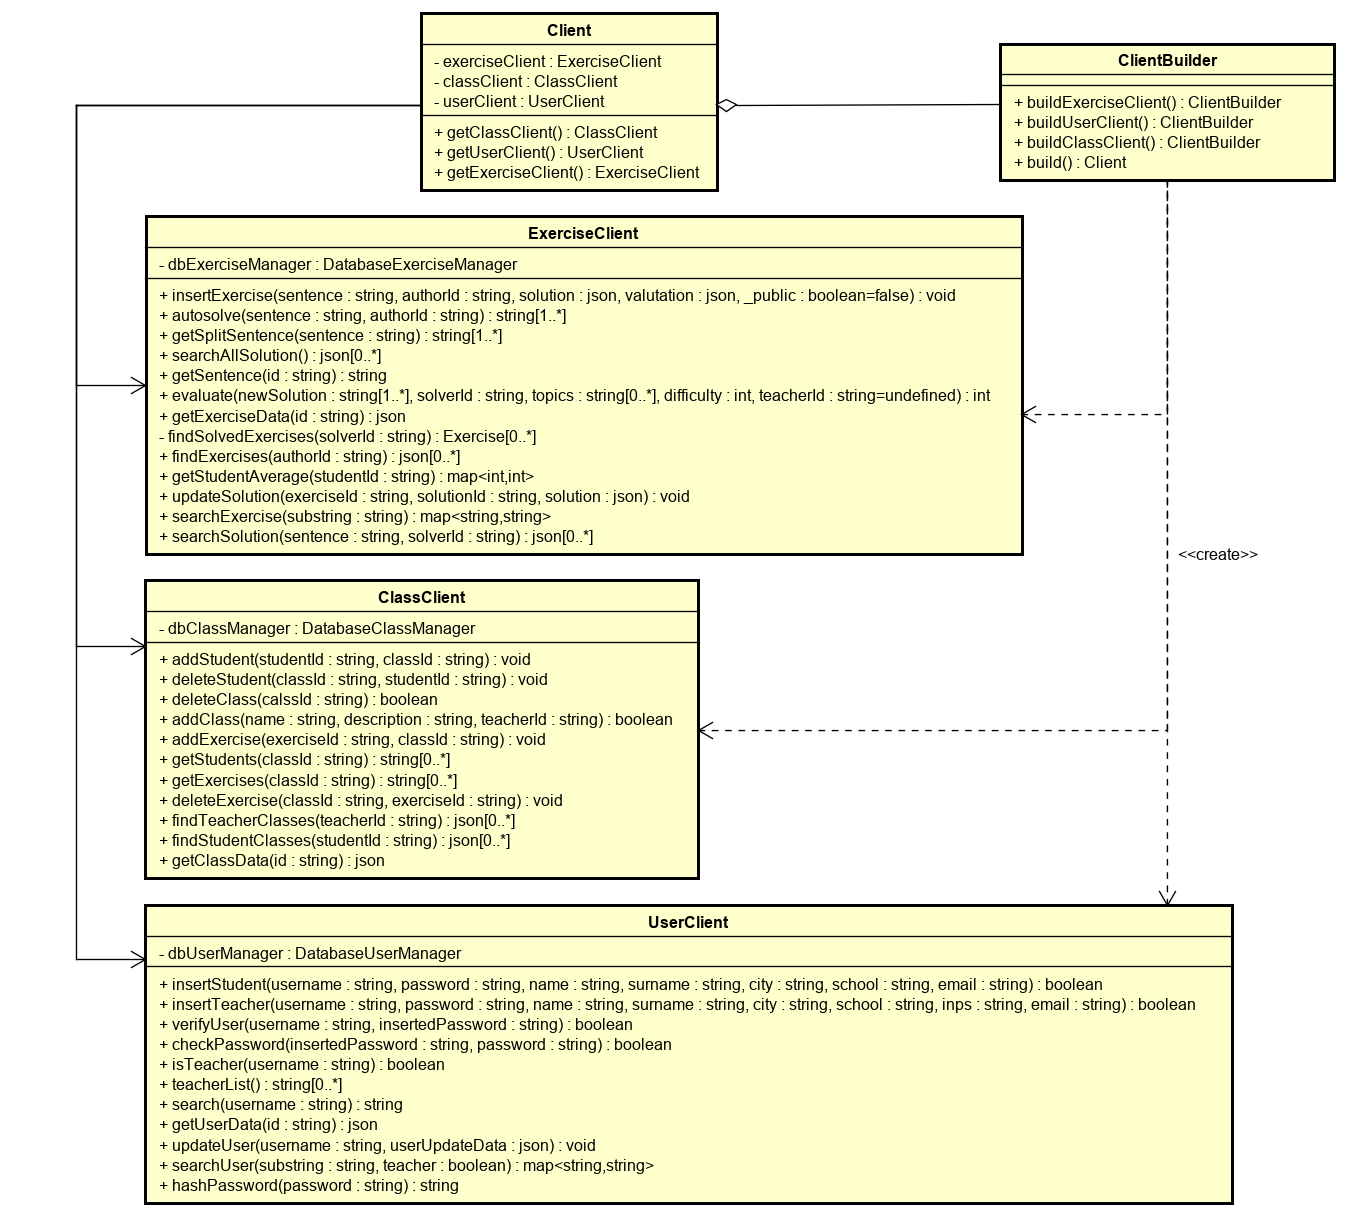 Client
- exerciseClient : ExerciseClient
- classClient : ClassClient
- userClient : UserClient
+ getClassClient() : ClassClient
+ getUserClient() : UserClient
+ getExerciseClient() : ExerciseClient
ClientBuilder
+ buildExerciseClient() : ClientBuilder
+ buildUserClient() : ClientBuilder
+ buildClassClient() : ClientBuilder
+ build() : Client
ExerciseClient
- dbExerciseManager : DatabaseExerciseManager
+ insertExercise(sentence : string, authorId : string, solution : json, valutation : json, _public : boolean=false) : void
+ autosolve(sentence : string, authorId : string) : string[1..*]
+ getSplitSentence(sentence : string) : string[1..*]
+ searchAllSolution() : json[0..*]
+ getSentence(id : string) : string
+ evaluate(newSolution : string[1..*], solverId : string, topics : string[0..*], difficulty : int, teacherId : string=undefined) : int
+ getExerciseData(id : string) : json
- findSolvedExercises(solverId : string) : Exercise[0..*]
+ findExercises(authorId : string) : json[0..*]
+ getStudentAverage(studentId : string) : map<int,int>
+ updateSolution(exerciseId : string, solutionId : string, solution : json) : void
+ searchExercise(substring : string) : map<string,string>
+ searchSolution(sentence : string, solverId : string) : json[0..*]
<<create>>
ClassClient
- dbClassManager : DatabaseClassManager
+ addStudent(studentId : string, classId : string) : void
+ deleteStudent(classId : string, studentId : string) : void
+ deleteClass(calssId : string) : boolean
+ addClass(name : string, description : string, teacherId : string) : boolean
+ addExercise(exerciseId : string, classId : string) : void
+ getStudents(classId : string) : string[0..*]
+ getExercises(classId : string) : string[0..*]
+ deleteExercise(classId : string, exerciseId : string) : void
+ findTeacherClasses(teacherId : string) : json[0..*]
+ findStudentClasses(studentId : string) : json[0..*]
+ getClassData(id : string) : json
UserClient
- dbUserManager : DatabaseUserManager
+ insertStudent(username : string, password : string, name : string, surname : string, city : string, school : string, email : string) : boolean
+ insertTeacher(username : string, password : string, name : string, surname : string, city : string, school : string, inps : string, email : string) : boolean
+ verifyUser(username : string, insertedPassword : string) : boolean
+ checkPassword(insertedPassword : string, password : string) : boolean
+ isTeacher(username : string) : boolean
+ teacherList() : string[0..*]
+ search(username : string) : string
+ getUserData(id : string) : json
+ updateUser(username : string, userUpdateData : json) : void
+ searchUser(substring : string, teacher : boolean) : map<string,string>
+ hashPassword(password : string) : string